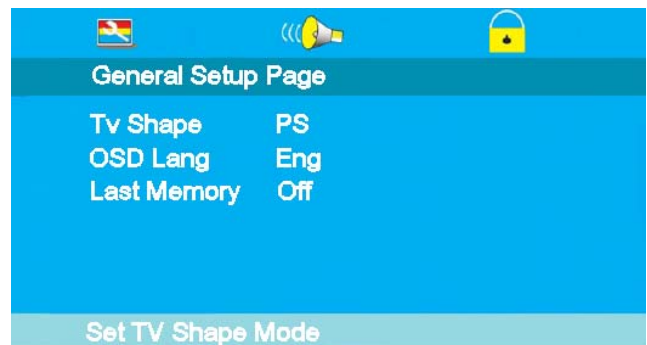 General Setup Page
Tv Shape PS
OSD Lang Eng
Last Memory Off
Set TV Shape Mode